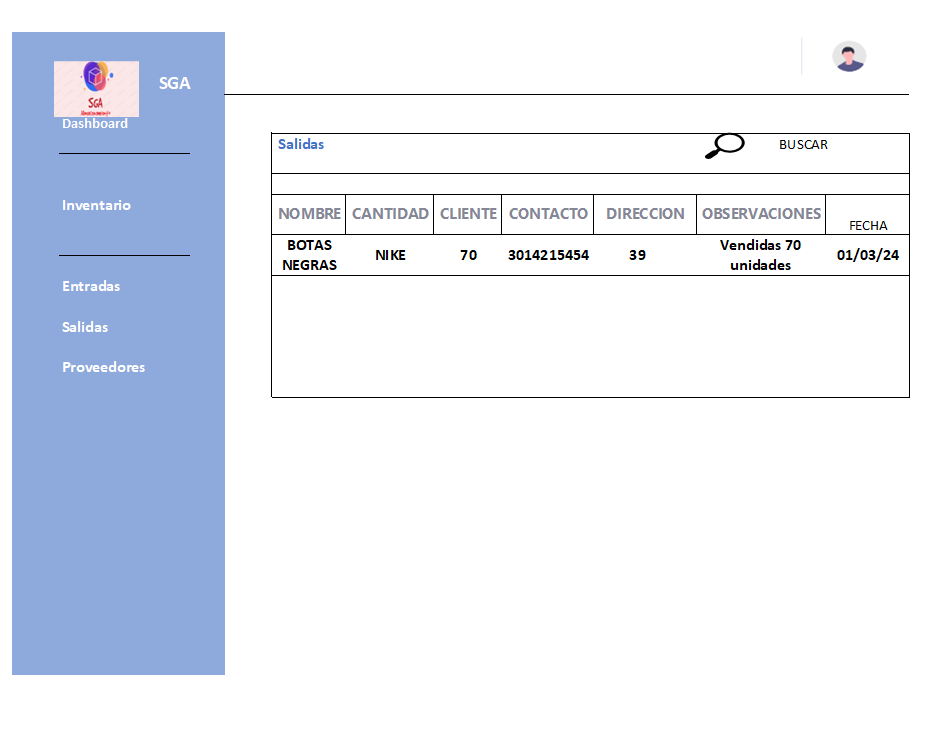 SGA
SGA
Dashboard
Inventario
Entradas
Salidas
Proveedores
Salidas BUSCAR
NOMBRE CANTIDAD CLIENTE CONTACTO DIRECCION OBSERVACIONES FECHA
BOTAS NEGRAS NIKE 70 3014215454 39 Vendidas 70 unidades 01/03/24